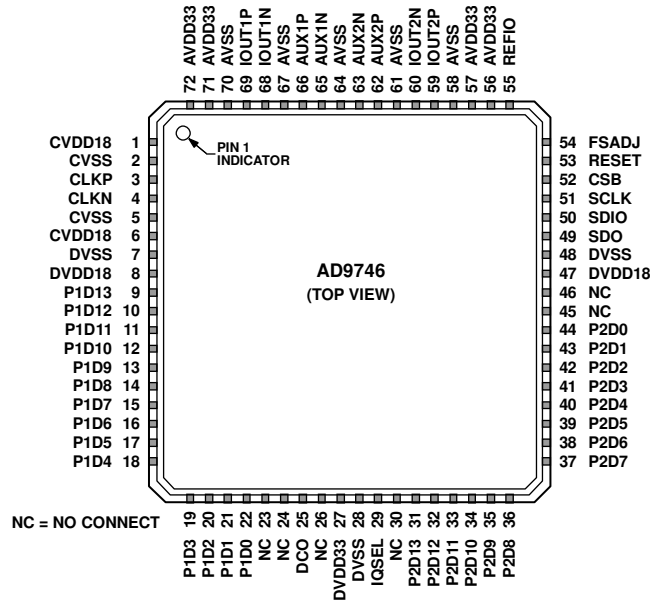 72 AVDD33
71 AVDD33
70 AVSS
69 IOUT1P
68 IOUT1N
67 AVSS
66 AUX1P
65 AUX1N
64 AVSS
63 AUX2N
62 AUX2P
61 AVSS
60 IOUT2N
59 IOUT2P
58 AVSS
57 AVDD33
56 AVDD33
55 REFIO
CVDD18 1
CVSS 2
CLKP 3
CLKN 4
CVSS 5
CVDD18 6
DVSS 7
DVDD18 8
P1D13 9
P1D12 10
P1D11 11
P1D10 12
P1D9 13
P1D8 14
P1D7 15
P1D6 16
P1D5 17
P1D4 18
PIN 1
INDICATOR
AD9746
(TOP VIEW)
54 FSADJ
53 RESET
52 CSB
51 SCLK
50 SDIO
49 SDO
48 DVSS
47 DVDD18
46 NC
45 NC
44 P2D0
43 P2D1
42 P2D2
41 P2D3
40 P2D4
39 P2D5
38 P2D6
37 P2D7
NC = NO CONNECT
P1D3 19
P1D2 20
P1D1 21
P1D0 22
NC 23
NC 24
DCO 25
NC 26
DVDD33 27
DVSS 28
IQSEL 29
NC 30
P2D13 31
P2D12 32
P2D11 33
P2D10 34
P2D9 35
P2D8 36